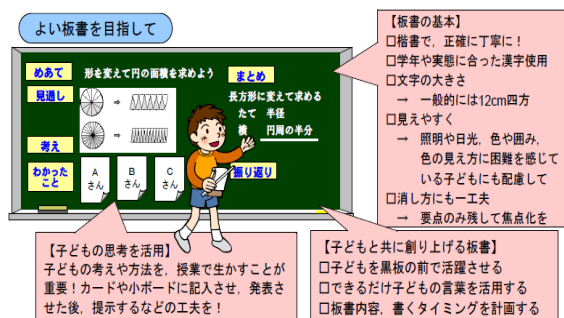 よい板書を目指して
めあて
形を変えて円の面積を求めよう
見通し
⇒
⇒
考え
わかった
こと
A
さん
B
さん
C
さん
まとめ
長方形に変えて求める
たて 半径
横 円周の半分
振り返り
【板書の基本】
□楷書で,正確に丁寧に！
□学年や実態に合った漢字使用
□文字の大きさ
→ 一般的には12cm四方
□見えやすく
→ 照明や日光,色や囲み,
色の見え方に困難を感じて
いる子どもにも配慮して
□消し方にも一工夫
→ 要点のみ残して焦点化を
【子どもの思考を活用】
子どもの考えや方法を,授業で生かすことが
重要！カードや小ボードに記入させ,発表さ
せた後,提示するなどの工夫を！
【子どもと共に創り上げる板書】
□子どもを黒板の前で活躍させる
□できるだけ子どもの言葉を活用する
□板書内容,書くタイミングを計画する